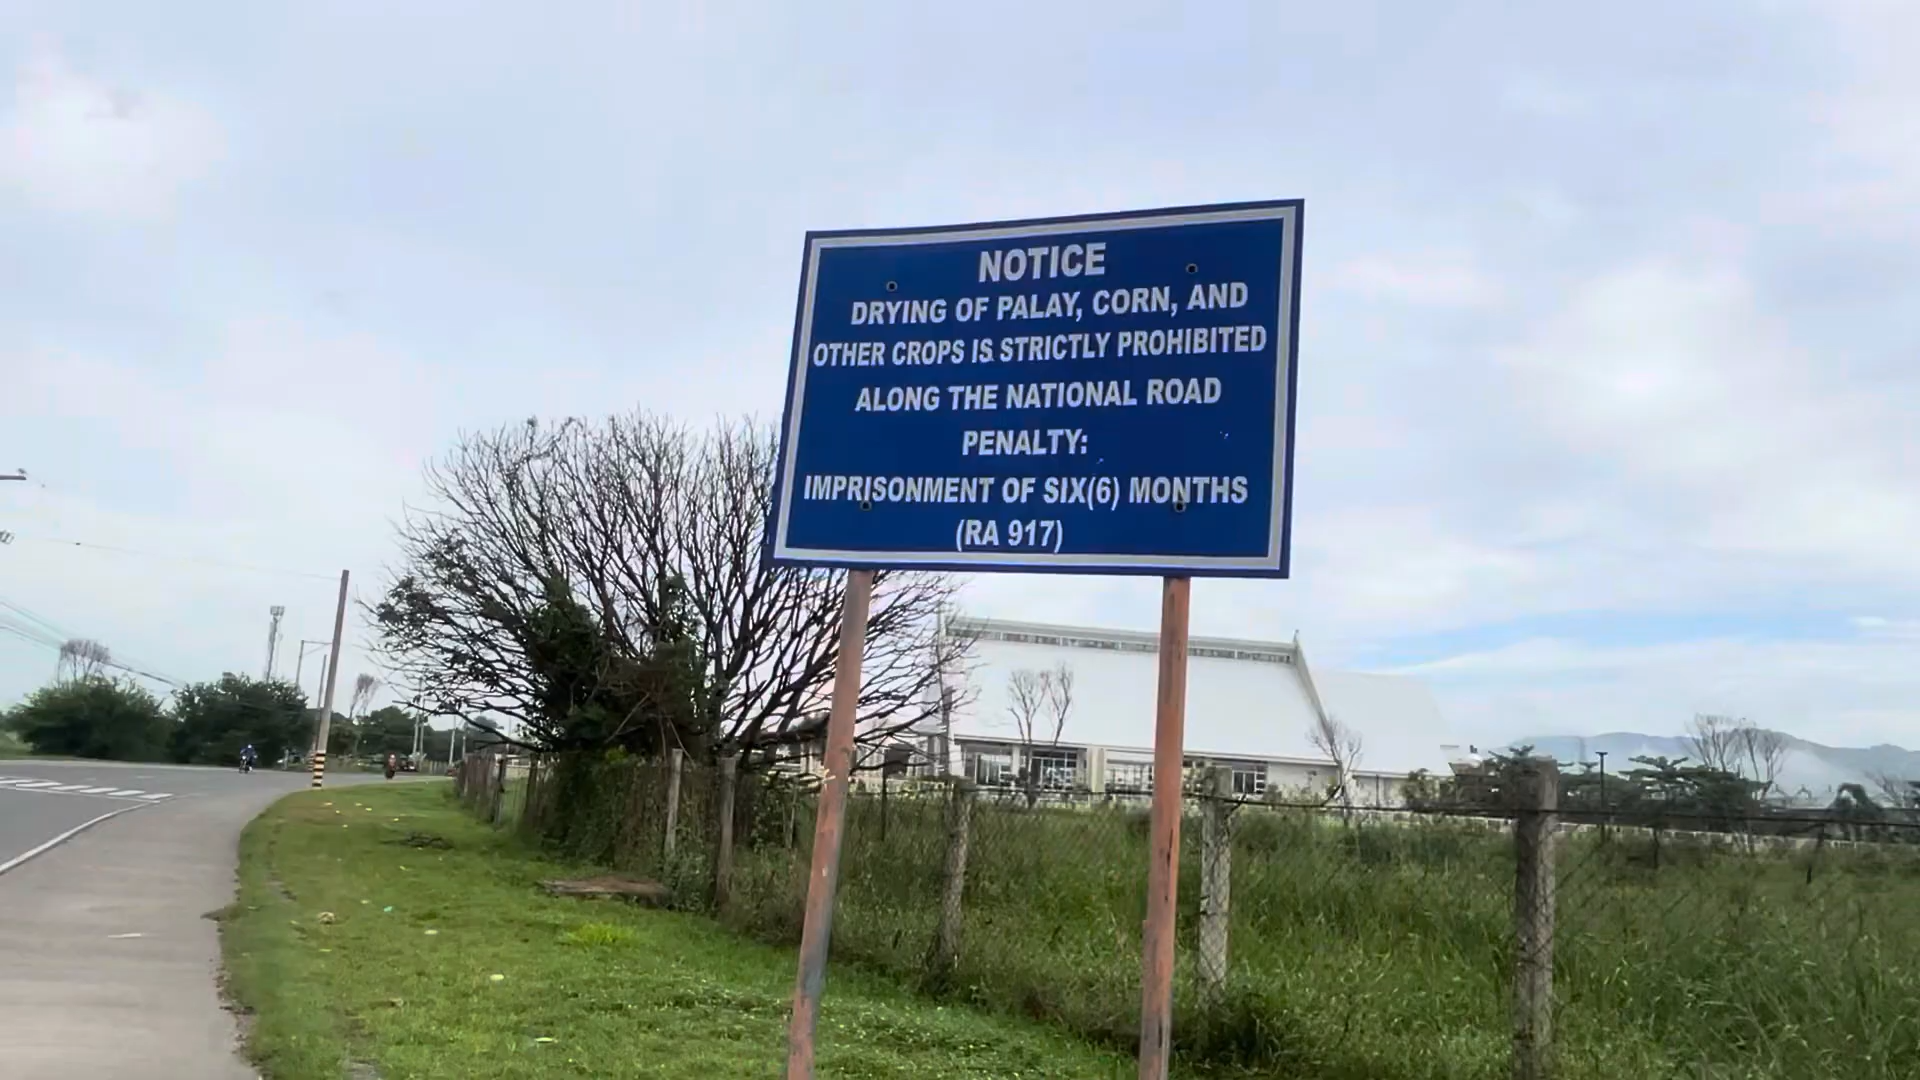 NOTICE
DRYING OF PALAY, CORN, AND
OTHER CROPS IS STRICTLY PROHIBITED
ALONG THE NATIONAL ROAD
PENALTY:
IMPRISONMENT OF SIX(6) MONTHS
(RA 917)